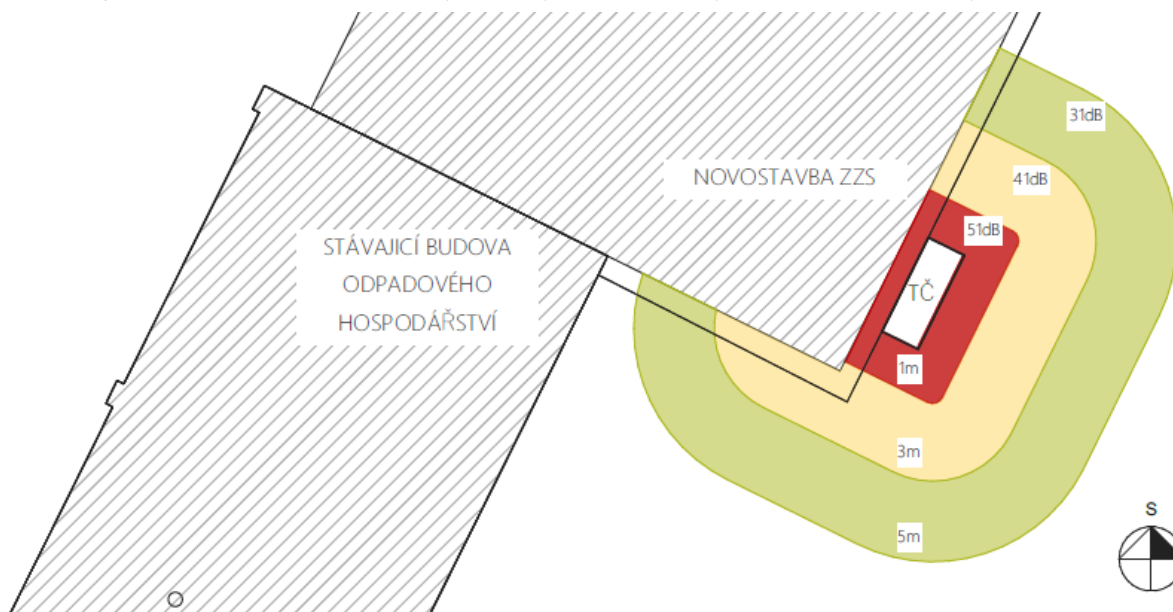 31dB
NOVOSTAVBA ZZS
41dB
51dB
STÁVAJICÍ BUDOVA
ODPADOVÉHO
HOSPODÁŘSTVÍ
TČ
1m
3m
5m
S